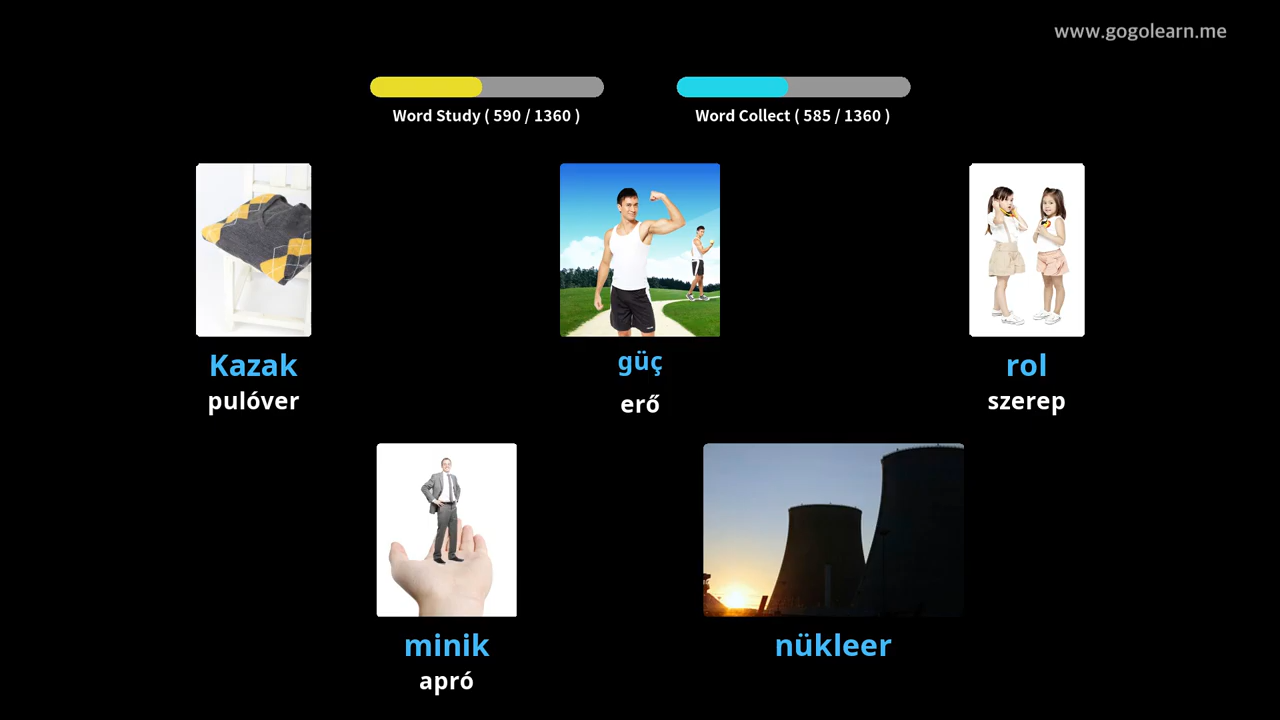 www.gogolearn.me
Word Study ( 590 / 1360 )
Word Collect ( 585 / 1360 )
Kazak
pulóver
güç
erő
rol
szerep
minik
apró
nükleer